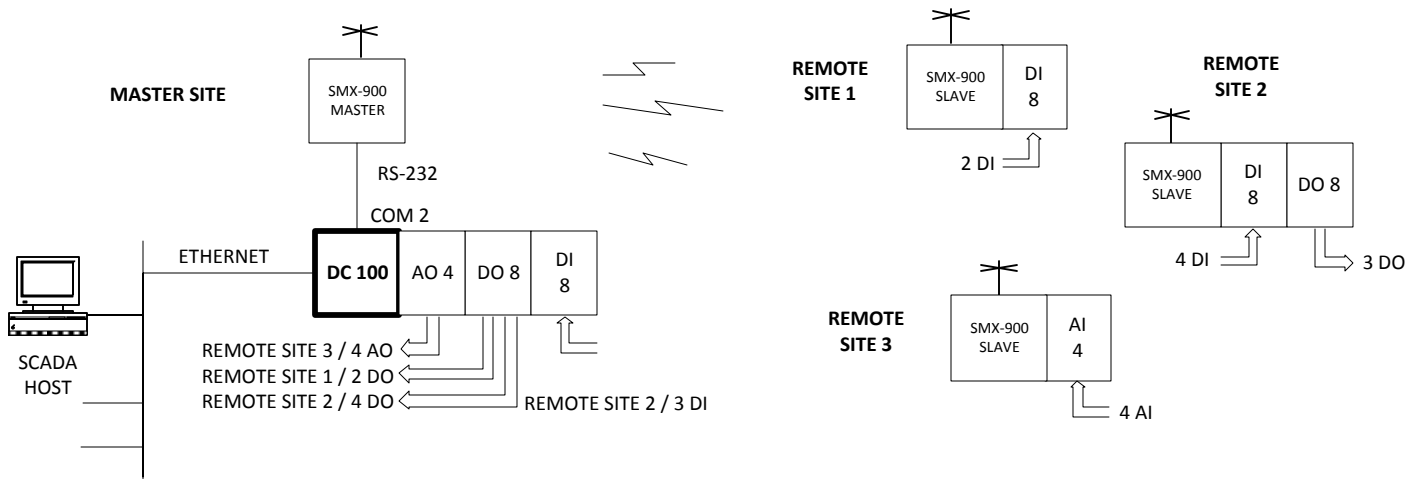 MASTER SITE
SMX-900
MASTER
RS-232
COM 2
ETHERNET
DC 100
AO 4
DO 8
DI
8
SCADA
HOST
REMOTE SITE 3 / 4 AO
REMOTE SITE 1 / 2 DO
REMOTE SITE 2 / 4 DO
REMOTE SITE 2 / 3 DI
REMOTE
SITE 1
SMX-900
SLAVE
DI
8
2 DI
REMOTE
SITE 2
SMX-900
SLAVE
DI
8
DO 8
4 DI
3 DO
REMOTE
SITE 3
SMX-900
SLAVE
AI
4
4 AI